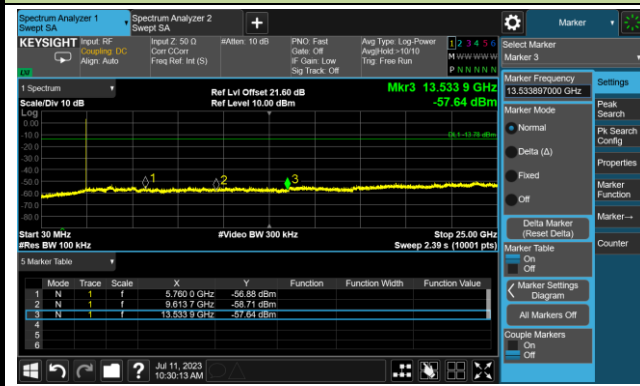 Spectrum Analyzer 1
Swept SA
Spectrum Analyzer 2
Swept SA
Marker
KEYSIGHT
Input: RF
Coupling: DC
Align: Auto
Input Z: 50 Ω
Corr CCorr
Freq Ref: Int (S)
#Atten: 10 dB
PNO: Fast
Gate: Off
IF Gain: Low
Sig Track: Off
Avg Type: Log-Power
Avg|Hold:>10/10
Trig: Free Run
1 2 3 4 5 6
M W W W W W
P N N N N N
Select Marker
Marker 3
1 Spectrum
Scale/Div 10 dB
Ref Lvl Offset 21.60 dB
Ref Level 10.00 dBm
Mkr3 13.533 9 GHz
-57.64 dBm
Log
0.00
-10.0
-20.0
-30.0
-40.0
-50.0
-60.0
-70.0
-80.0
DL1 -13.78 dBm
1
2
3
Start 30 MHz
#Res BW 100 kHz
#Video BW 300 kHz
Stop 25.00 GHz
Sweep 2.39 s (10001 pts)
5 Marker Table
Mode Trace Scale X Y Function Function Width Function Value
1 N 1 f 5.760 0 GHz -56.88 dBm
2 N 1 f 9.613 7 GHz -58.71 dBm
3 N 1 f 13.533 9 GHz -57.64 dBm
4
5
6
Marker Frequency
13.533897000 GHz
Marker Mode
Normal
Delta (Δ)
Fixed
Off
Delta Marker
(Reset Delta)
Marker Table
On
Off
Marker Settings
Diagram
All Markers Off
Couple Markers
On
Off
Settings
Peak
Search
Pk Search
Config
Properties
Marker
Function
Marker→
Counter
Jul 11, 2023
10:30:13 AM